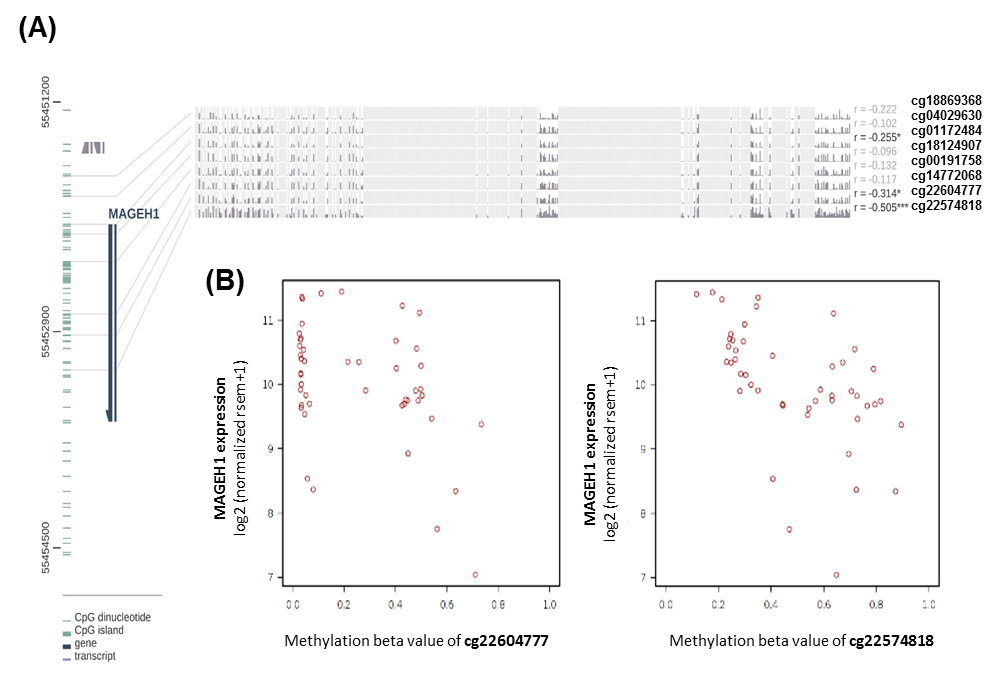 (A)
55451200
55452900
55454500
MAGEH1
r = -0.222
r = -0.102
r = -0.255*
r = -0.096
r = -0.132
r = -0.117
r = -0.314*
r = -0.505***
cg18869368
cg04029630
cg01172484
cg18124907
cg00191758
cg14772068
cg22604777
cg22574818
CpG dinucleotide
CpG island
gene
transcript
(B)
MAGEH1 expression
log2 (normalized rsem+1)
11
10
9
8
7
0.0 0.2 0.4 0.6 0.8 1.0
Methylation beta value of cg22604777
MAGEH1 expression
log2 (normalized rsem+1)
11
10
9
8
7
0.0 0.2 0.4 0.6 0.8 1.0
Methylation beta value of cg22574818